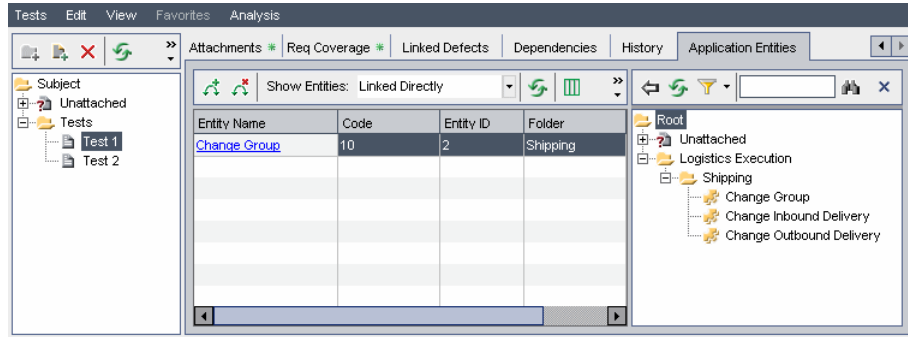 Tests Edit View Favorites Analysis
Attachments * Req Coverage * Linked Defects Dependencies History Application Entities
Show Entities: Linked Directly
Subject
Unattached
Tests
Test 1
Test 2
Entity Name Code Entity ID Folder
Change Group 10 2 Shipping
Root
Unattached
Logistics Execution
Shipping
Change Group
Change Inbound Delivery
Change Outbound Delivery